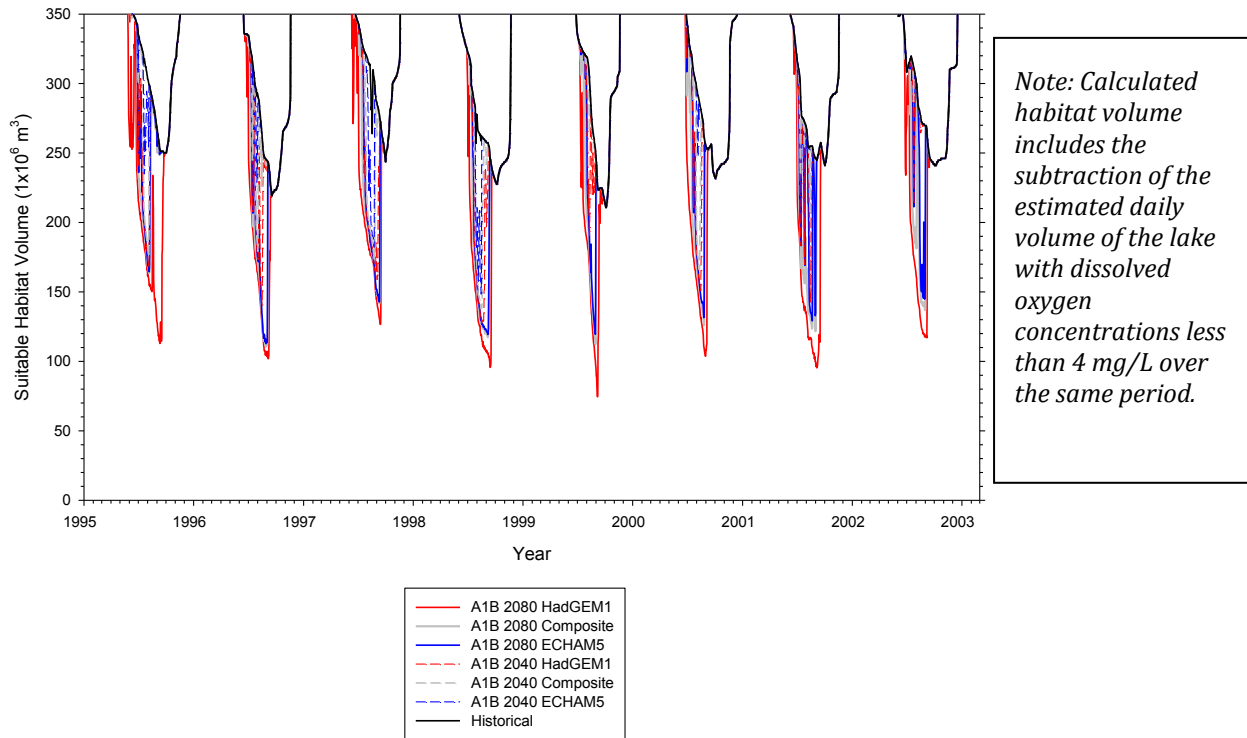 350
300
250
200
150
100
50
0
Suitable Habitat Volume (1x10⁶ m³)
1995 1996 1997 1998 1999 2000 2001 2002 2003
Year
Note: Calculated
habitat volume
includes the
subtraction of the
estimated daily
volume of the lake
with dissolved
oxygen
concentrations less
than 4 mg/L over
the same period.
A1B 2080 HadGEM1
A1B 2080 Composite
A1B 2080 ECHAM5
A1B 2040 HadGEM1
A1B 2040 Composite
A1B 2040 ECHAM5
Historical